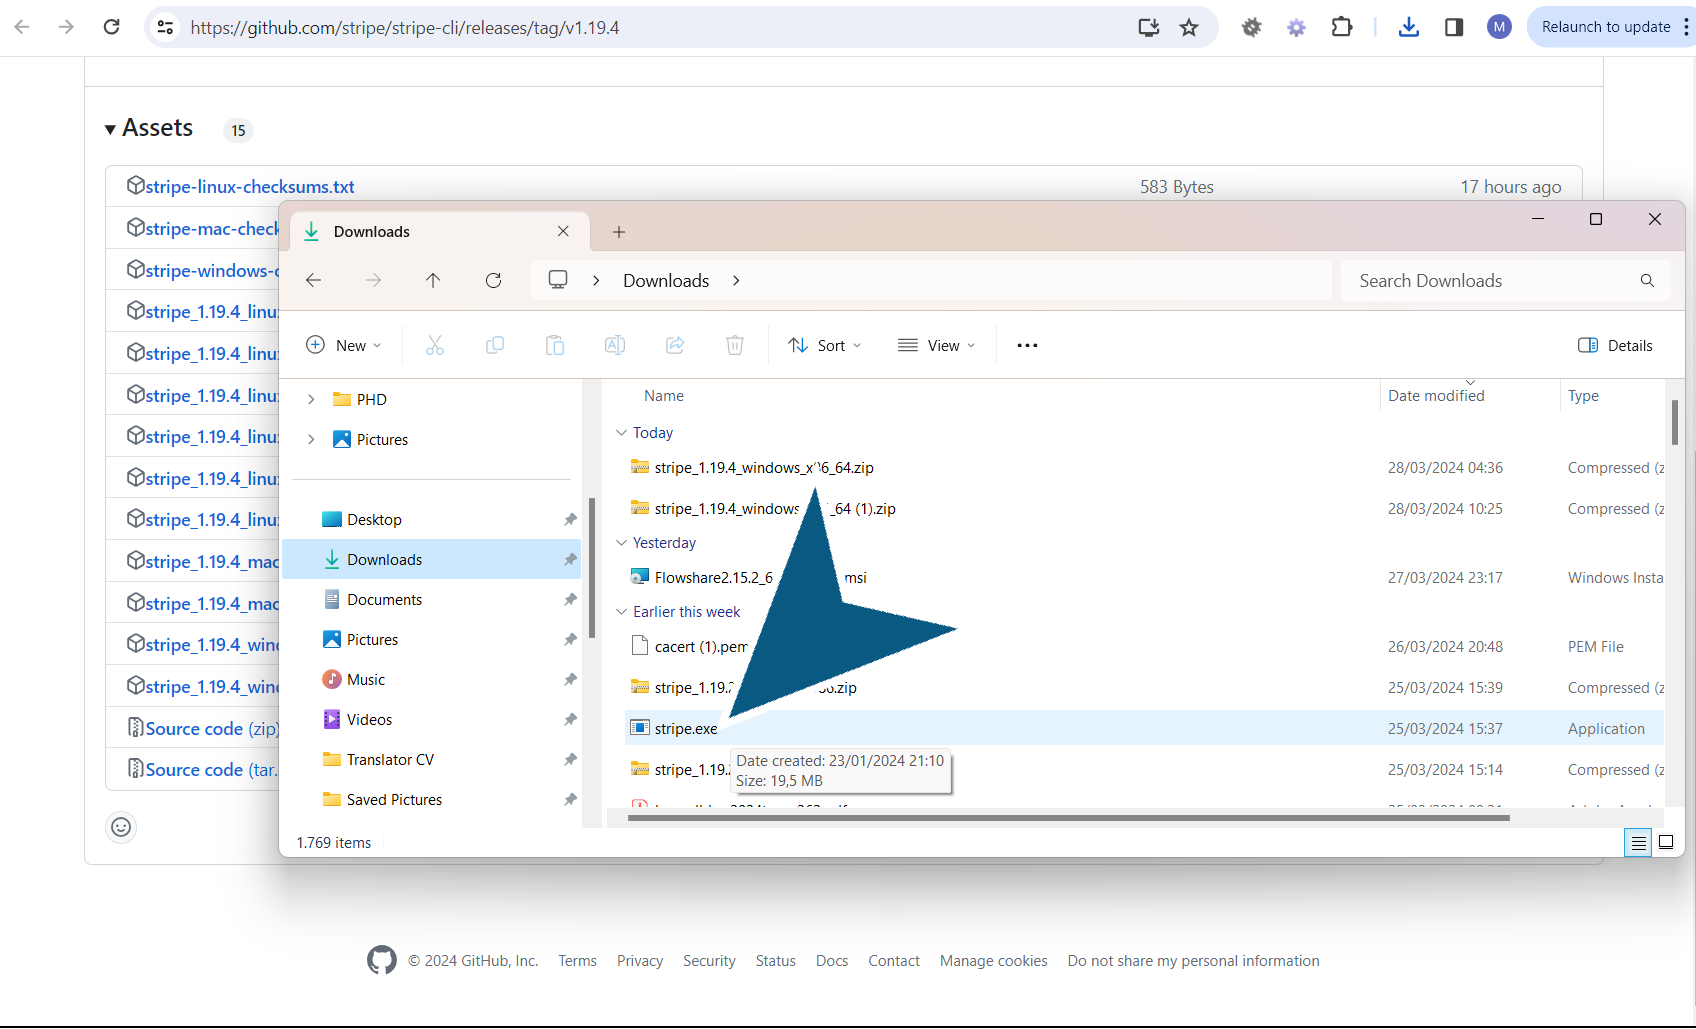 https://github.com/stripe/stripe-cli/releases/tag/v1.19.4
M
Relaunch to update
Assets 15
stripe-linux-checksums.txt 583 Bytes 17 hours ago
stripe-mac-check
stripe-windows-c
stripe_1.19.4_linu
stripe_1.19.4_linu
stripe_1.19.4_linu
stripe_1.19.4_linu
stripe_1.19.4_linu
stripe_1.19.4_linu
stripe_1.19.4_mac
stripe_1.19.4_mac
stripe_1.19.4_wind
stripe_1.19.4_wind
Source code (zip)
Source code (tar.
Downloads
Downloads
Search Downloads
New
Sort
View
Details
PHD
Pictures
Desktop
Downloads
Documents
Pictures
Music
Videos
Translator CV
Saved Pictures
Name Date modified Type
Today
stripe_1.19.4_windows_x86_64.zip 28/03/2024 04:36 Compressed (z
stripe_1.19.4_windows _64 (1).zip 28/03/2024 10:25 Compressed (z
Yesterday
Flowshare2.15.2_6 msi 27/03/2024 23:17 Windows Insta
Earlier this week
cacert (1).pem 26/03/2024 20:48 PEM File
stripe_1.19. .zip 25/03/2024 15:39 Compressed (z
stripe.exe 25/03/2024 15:37 Application
stripe_1.19. 25/03/2024 15:14 Compressed (z
Date created: 23/01/2024 21:10
Size: 19,5 MB
1.769 items
© 2024 GitHub, Inc. Terms Privacy Security Status Docs Contact Manage cookies Do not share my personal information